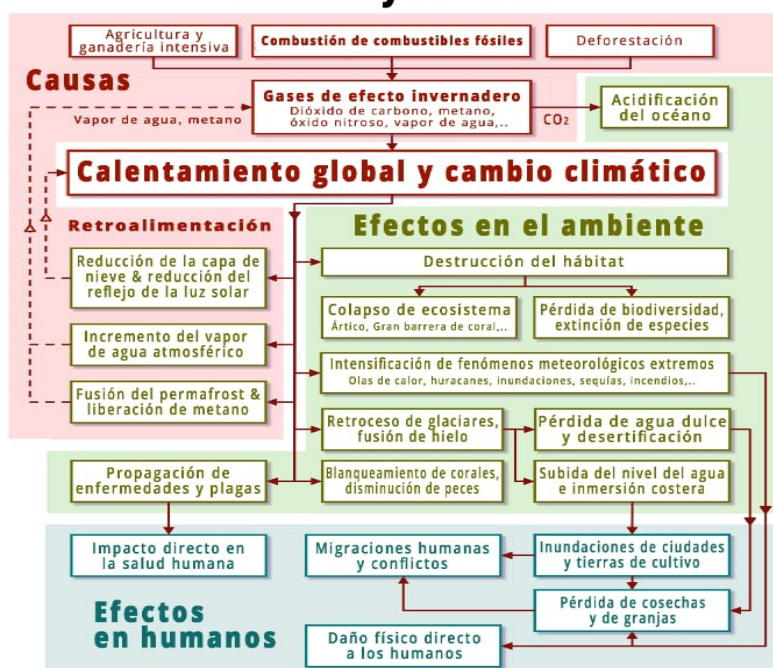 Agricultura y
ganadería intensiva
Combustión de combustibles fósiles
Deforestación
Causas
Gases de efecto invernadero
Dióxido de carbono, metano,
óxido nitroso, vapor de agua,..
Vapor de agua, metano
CO2
Acidificación
del océano
Calentamiento global y cambio climático
Retroalimentación
Efectos en el ambiente
Reducción de la capa de
nieve & reducción del
reflejo de la luz solar
Destrucción del hábitat
Colapso de ecosistema
Ártico, Gran barrera de coral,..
Pérdida de biodiversidad,
extinción de especies
Incremento del vapor
de agua atmosférico
Intensificación de fenómenos meteorológicos extremos
Olas de calor, huracanes, inundaciones, sequías, incendios,..
Fusión del permafrost &
liberación de metano
Retroceso de glaciares,
fusión de hielo
Pérdida de agua dulce
y desertificación
Propagación de
enfermedades y plagas
Blanqueamiento de corales,
disminución de peces
Subida del nivel del agua
e inmersión costera
Impacto directo en
la salud humana
Migraciones humanas
y conflictos
Inundaciones de ciudades
y tierras de cultivo
Efectos
en humanos
Pérdida de cosechas
y de granjas
Daño físico directo
a los humanos